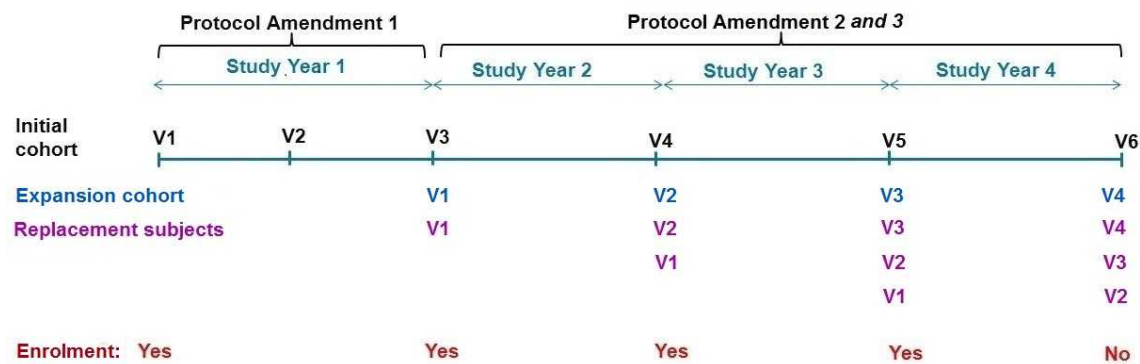 Protocol Amendment 1 Protocol Amendment 2 and 3
Study Year 1 Study Year 2 Study Year 3 Study Year 4
Initial
cohort
V1 V2 V3 V4 V5 V6
Expansion cohort V1 V2 V3 V4
Replacement subjects V1 V2 V3 V4
V1 V2 V3
V1 V2
Enrolment: Yes Yes Yes Yes No